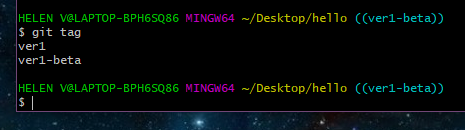 HELEN V@LAPTOP-BPH6SQ86 MINGW64 ~/Desktop/hello ((ver1-beta))
$ git tag
ver1
ver1-beta
HELEN V@LAPTOP-BPH6SQ86 MINGW64 ~/Desktop/hello ((ver1-beta))
$